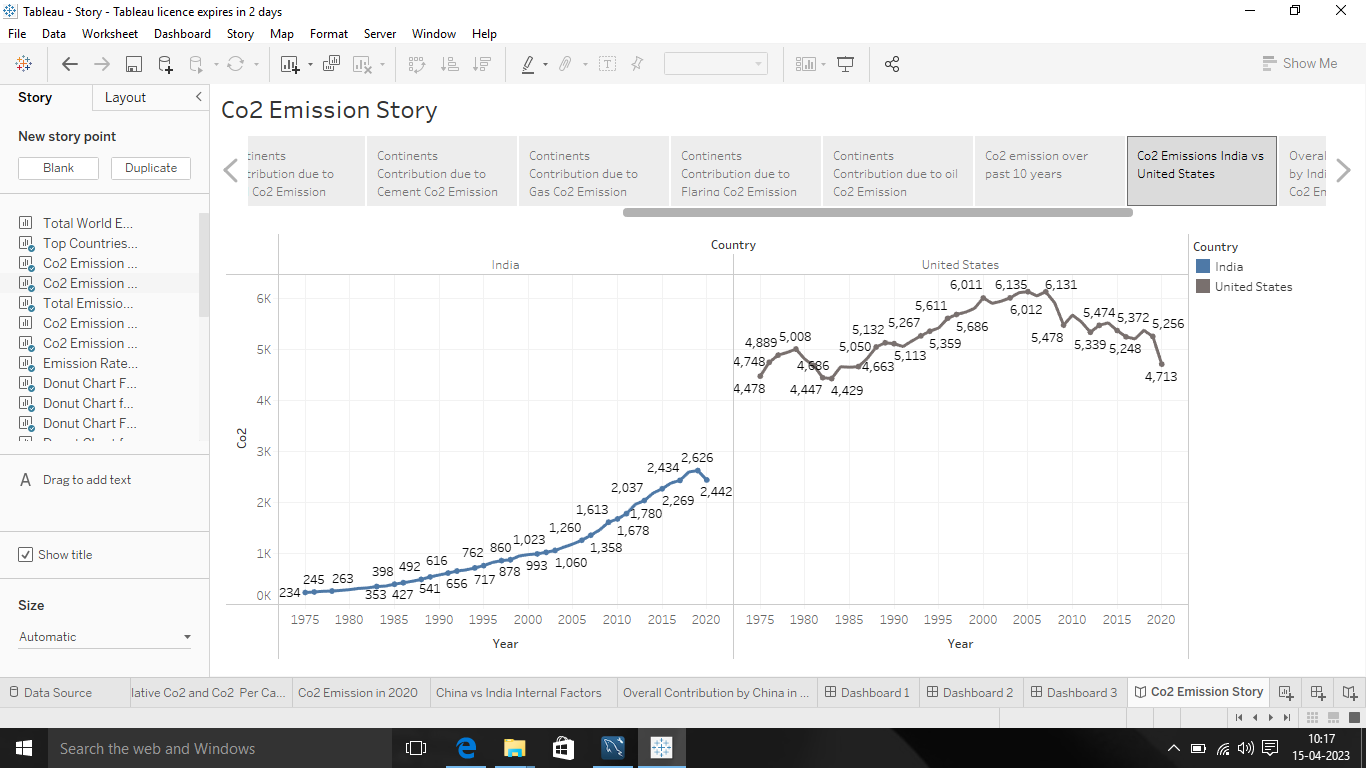 Tableau - Story - Tableau licence expires in 2 days
File Data Worksheet Dashboard Story Map Format Server Window Help
Show Me
Story Layout
New story point
Blank Duplicate
Total World E...
Top Countries...
Co2 Emission ...
Co2 Emission ...
Total Emissio...
Co2 Emission ...
Co2 Emission ...
Emission Rate...
Donut Chart F...
Donut Chart f...
Donut Chart F...
A Drag to add text
Show title
Size
Automatic
Co2 Emission Story
Co2 Emission
Continents
Contribution due to
Cement Co2 Emission
Continents
Contribution due to
Gas Co2 Emission
Continents
Contribution due to
Flaring Co2 Emission
Continents
Contribution due to oil
Co2 Emission
Co2 emission over
past 10 years
Co2 Emissions India vs
United States
Overal
by Indi
Co2 En
Country
India United States
Co2
6K
5K
4K
3K
2K
1K
0K
234 245 263 353 398 427 492 541 616 656 762 717 860 878 1,023 993 1,260 1,060 1,613 1,358 2,037 1,678 1,780 2,434 2,269 2,626 2,442
4,478 4,748 4,889 5,008 4,686 4,447 4,429 5,050 4,663 5,132 5,267 5,113 5,611 5,359 5,686 6,011 6,135 6,012 6,131 5,478 5,474 5,339 5,372 5,248 5,256 4,713
1975 1980 1985 1990 1995 2000 2005 2010 2015 2020
1975 1980 1985 1990 1995 2000 2005 2010 2015 2020
Year Year
Country
India
United States
Data Source lative Co2 and Co2 Per Ca... Co2 Emission in 2020 China vs India Internal Factors Overall Contribution by China in ... Dashboard 1 Dashboard 2 Dashboard 3 Co2 Emission Story
Search the web and Windows
10:17
15-04-2023